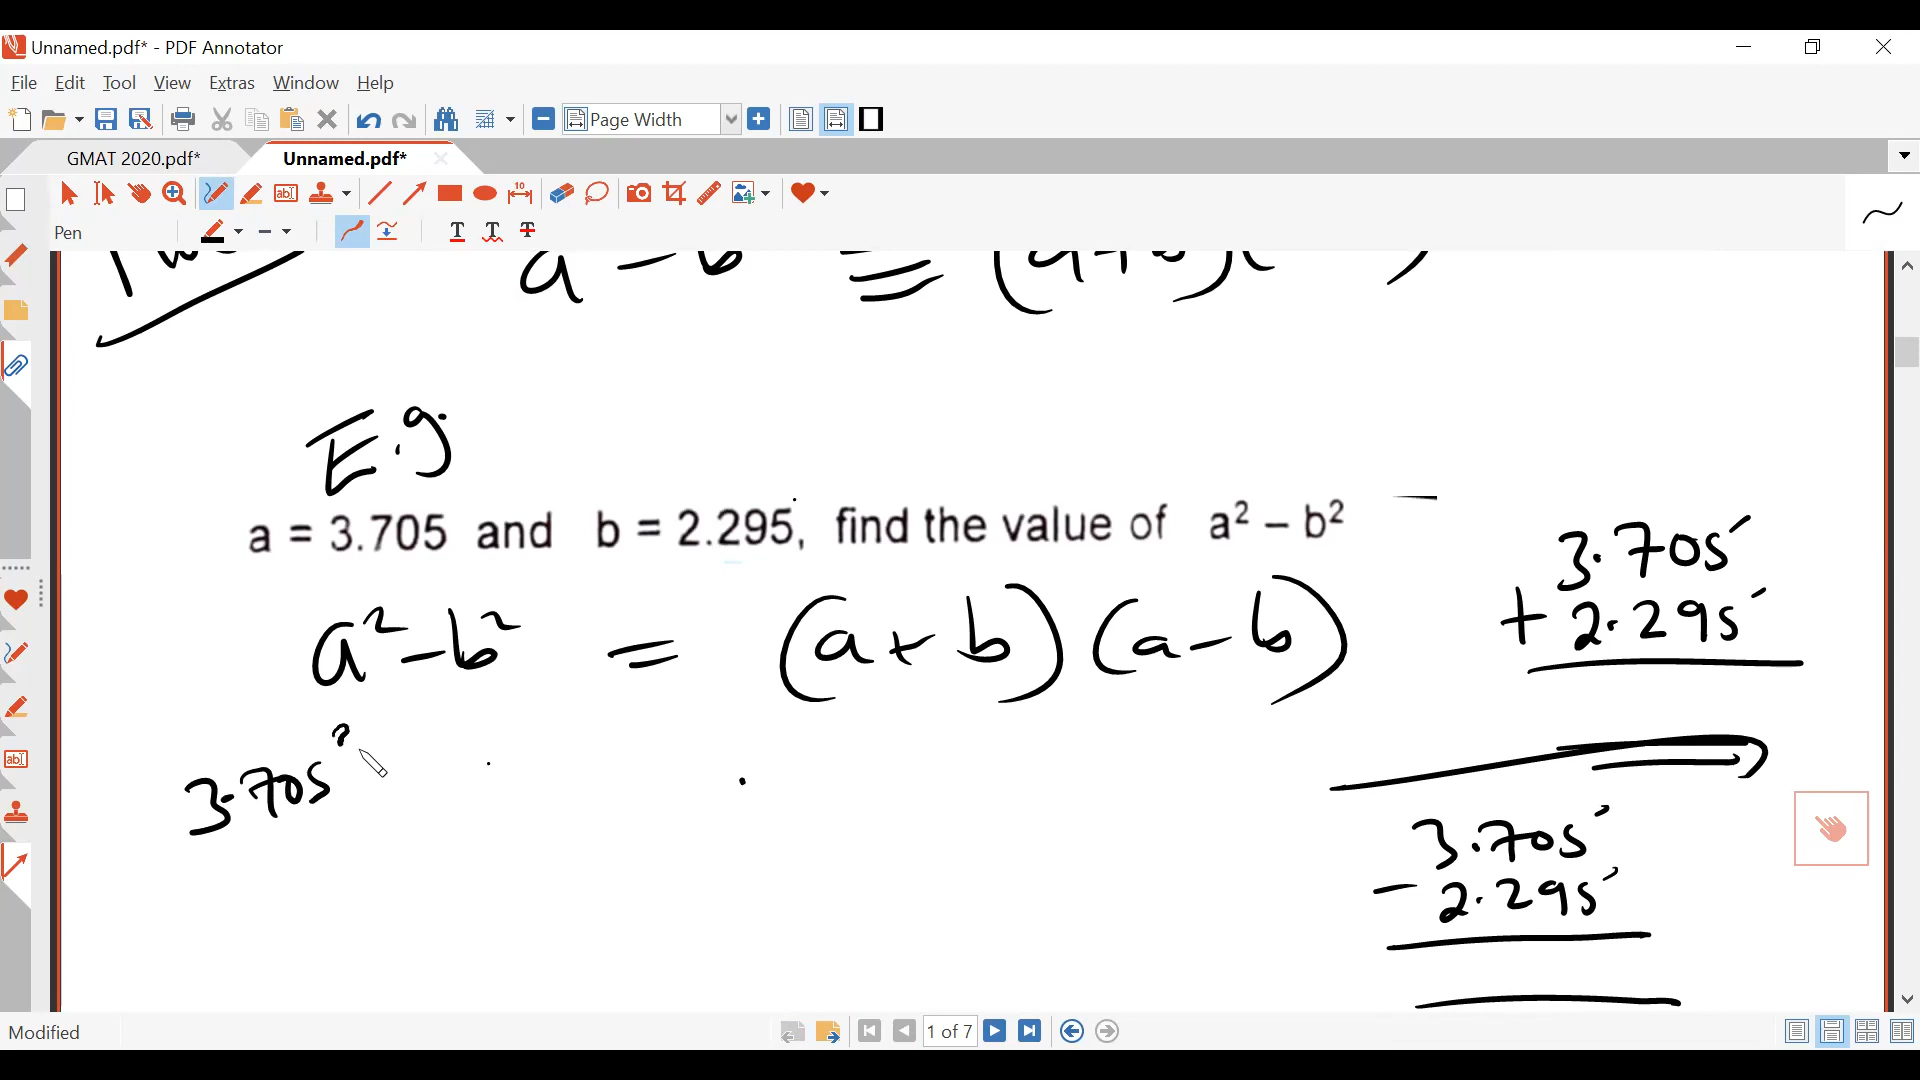 Unnamed.pdf* - PDF Annotator
File Edit Tool View Extras Window Help
Page Width
GMAT 2020.pdf* Unnamed.pdf*
Pen
a - b ≡ (a+b)(
E.g.
a = 3.705 and b = 2.295, find the value of a² – b²
3.705
+ 2.295
a² - b² = (a + b)(a - b)
3.705²
3.705
- 2.295
1 of 7
Modified